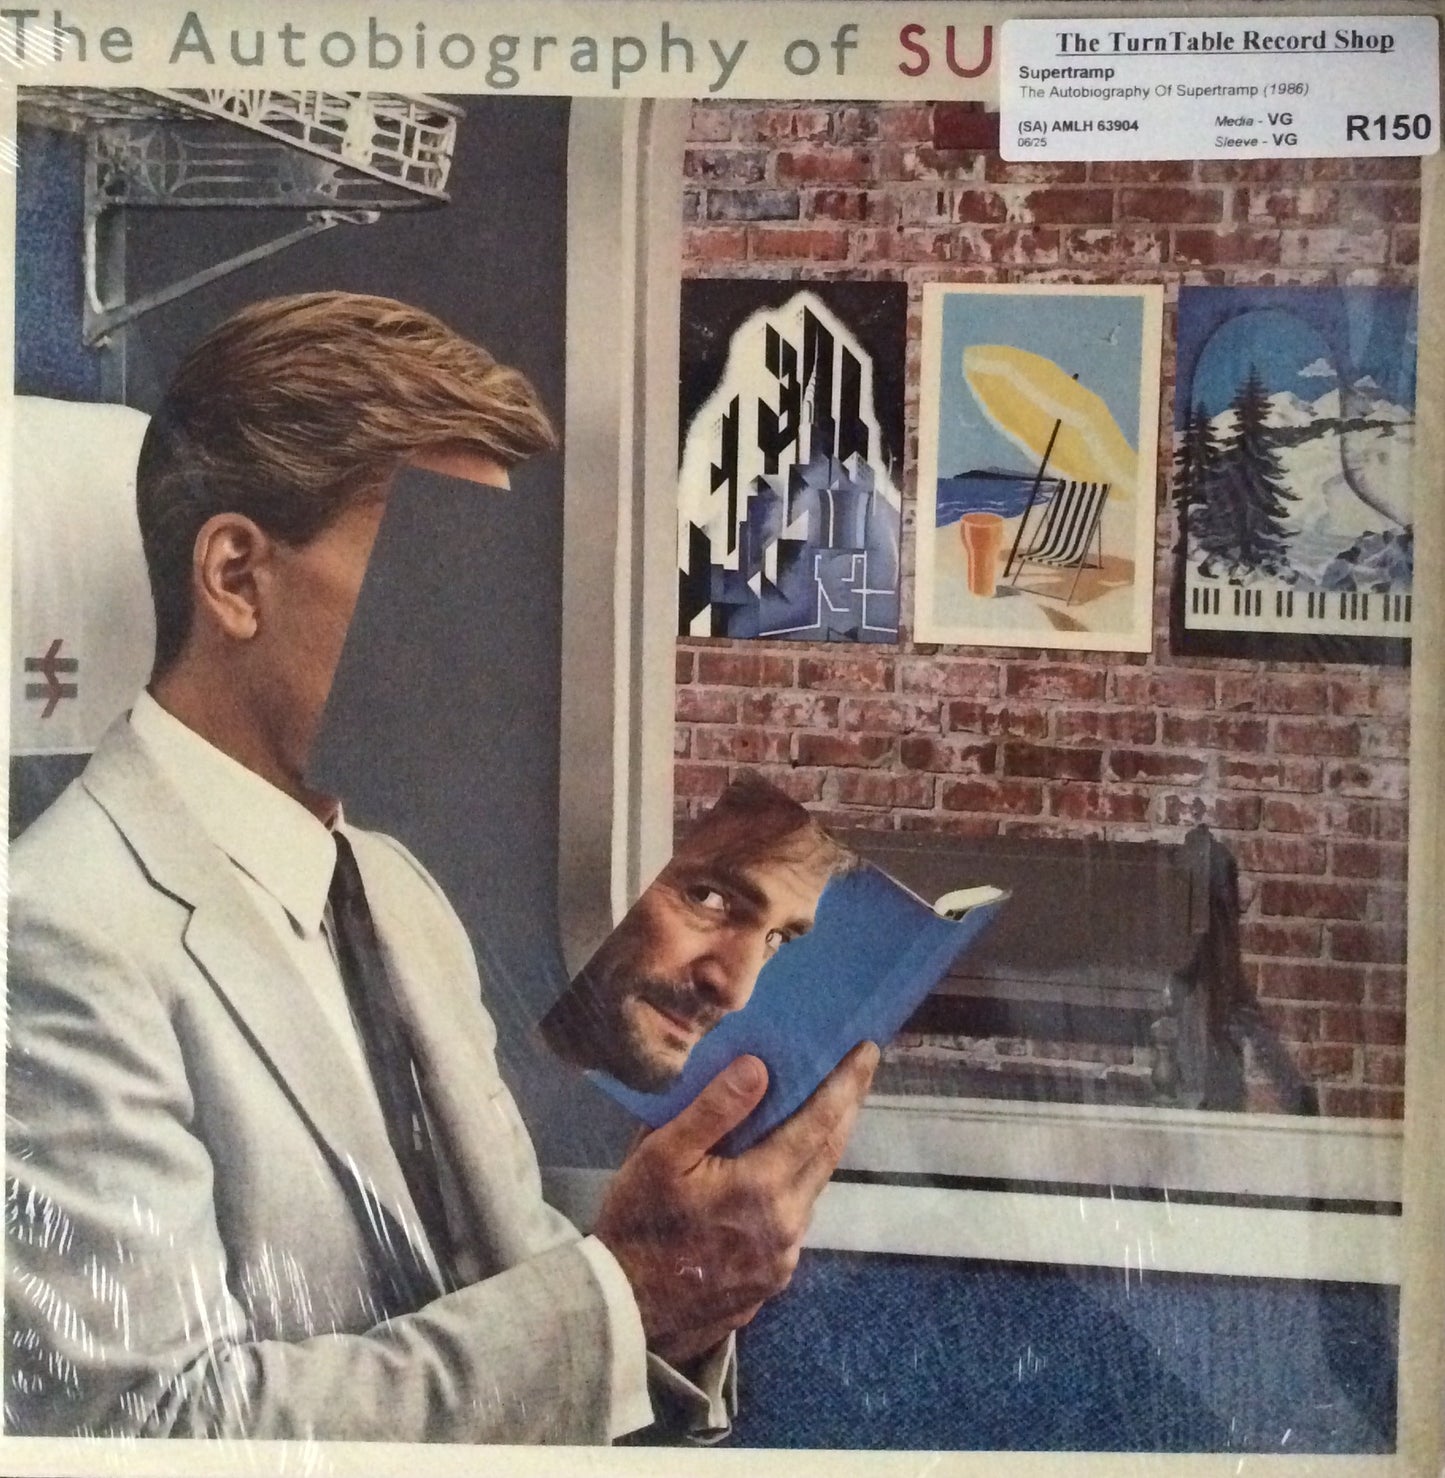 The Autobiography of SU
The TurnTable Record Shop
Supertramp
The Autobiography Of Supertramp (1986)
(SA) AMLH 63904
06/25
Media - VG
Sleeve - VG
R150